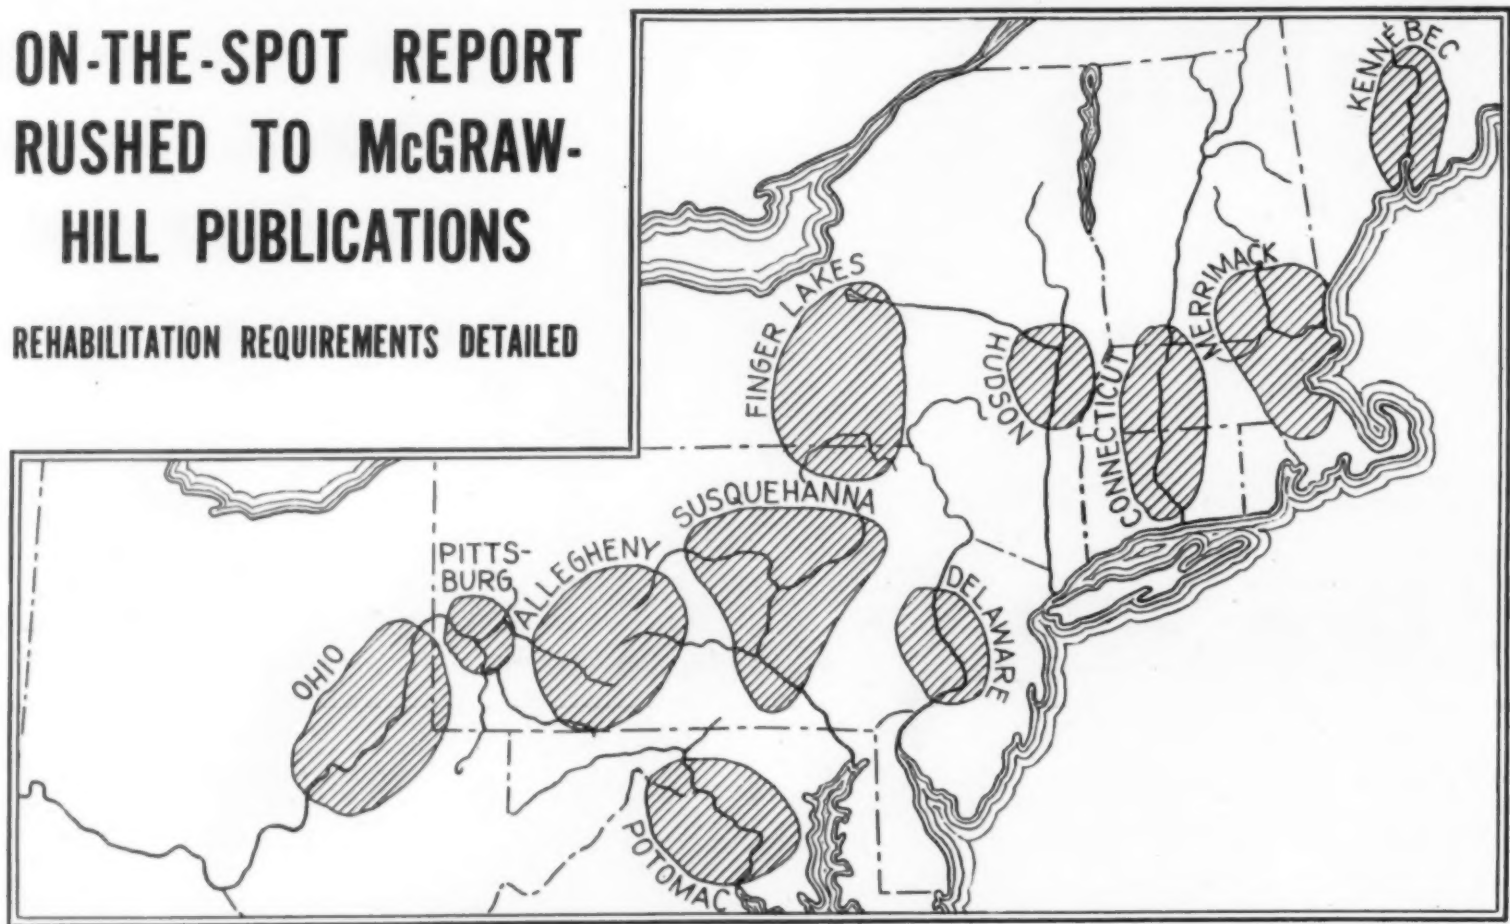 ON-THE-SPOT REPORT
RUSHED TO McGRAW-
HILL PUBLICATIONS
REHABILITATION REQUIREMENTS DETAILED
KENNEBEC
MERRIMACK
FINGER LAKES
HUDSON
CONNECTICUT
SUSQUEHANNA
PITTS-
BURG
ALLEGHENY
DELAWARE
OHIO
POTOMAC